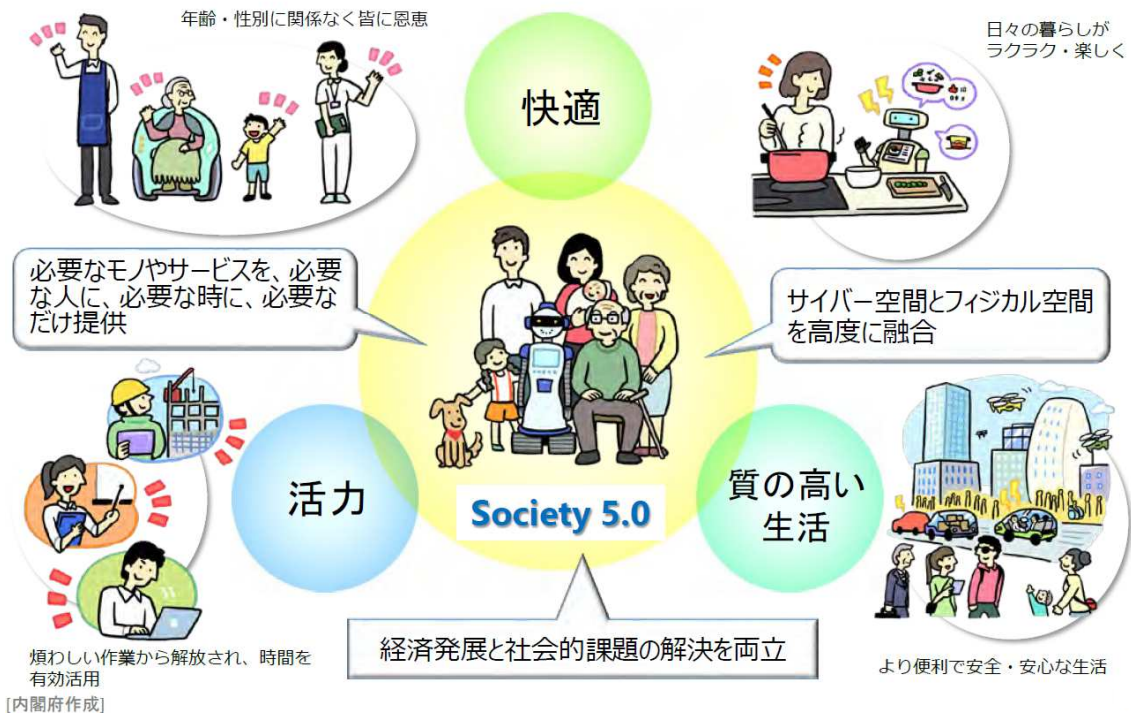 年齢・性別に関係なく皆に恩恵
日々の暮らしが
ラクラク・楽しく
快適
必要なモノやサービスを、必要
な人に、必要な時に、必要な
だけ提供
サイバー空間とフィジカル空間
を高度に融合
活力
Society 5.0
質の高い
生活
経済発展と社会的課題の解決を両立
煩わしい作業から解放され、時間を
有効活用
より便利で安全・安心な生活
[内閣府作成]